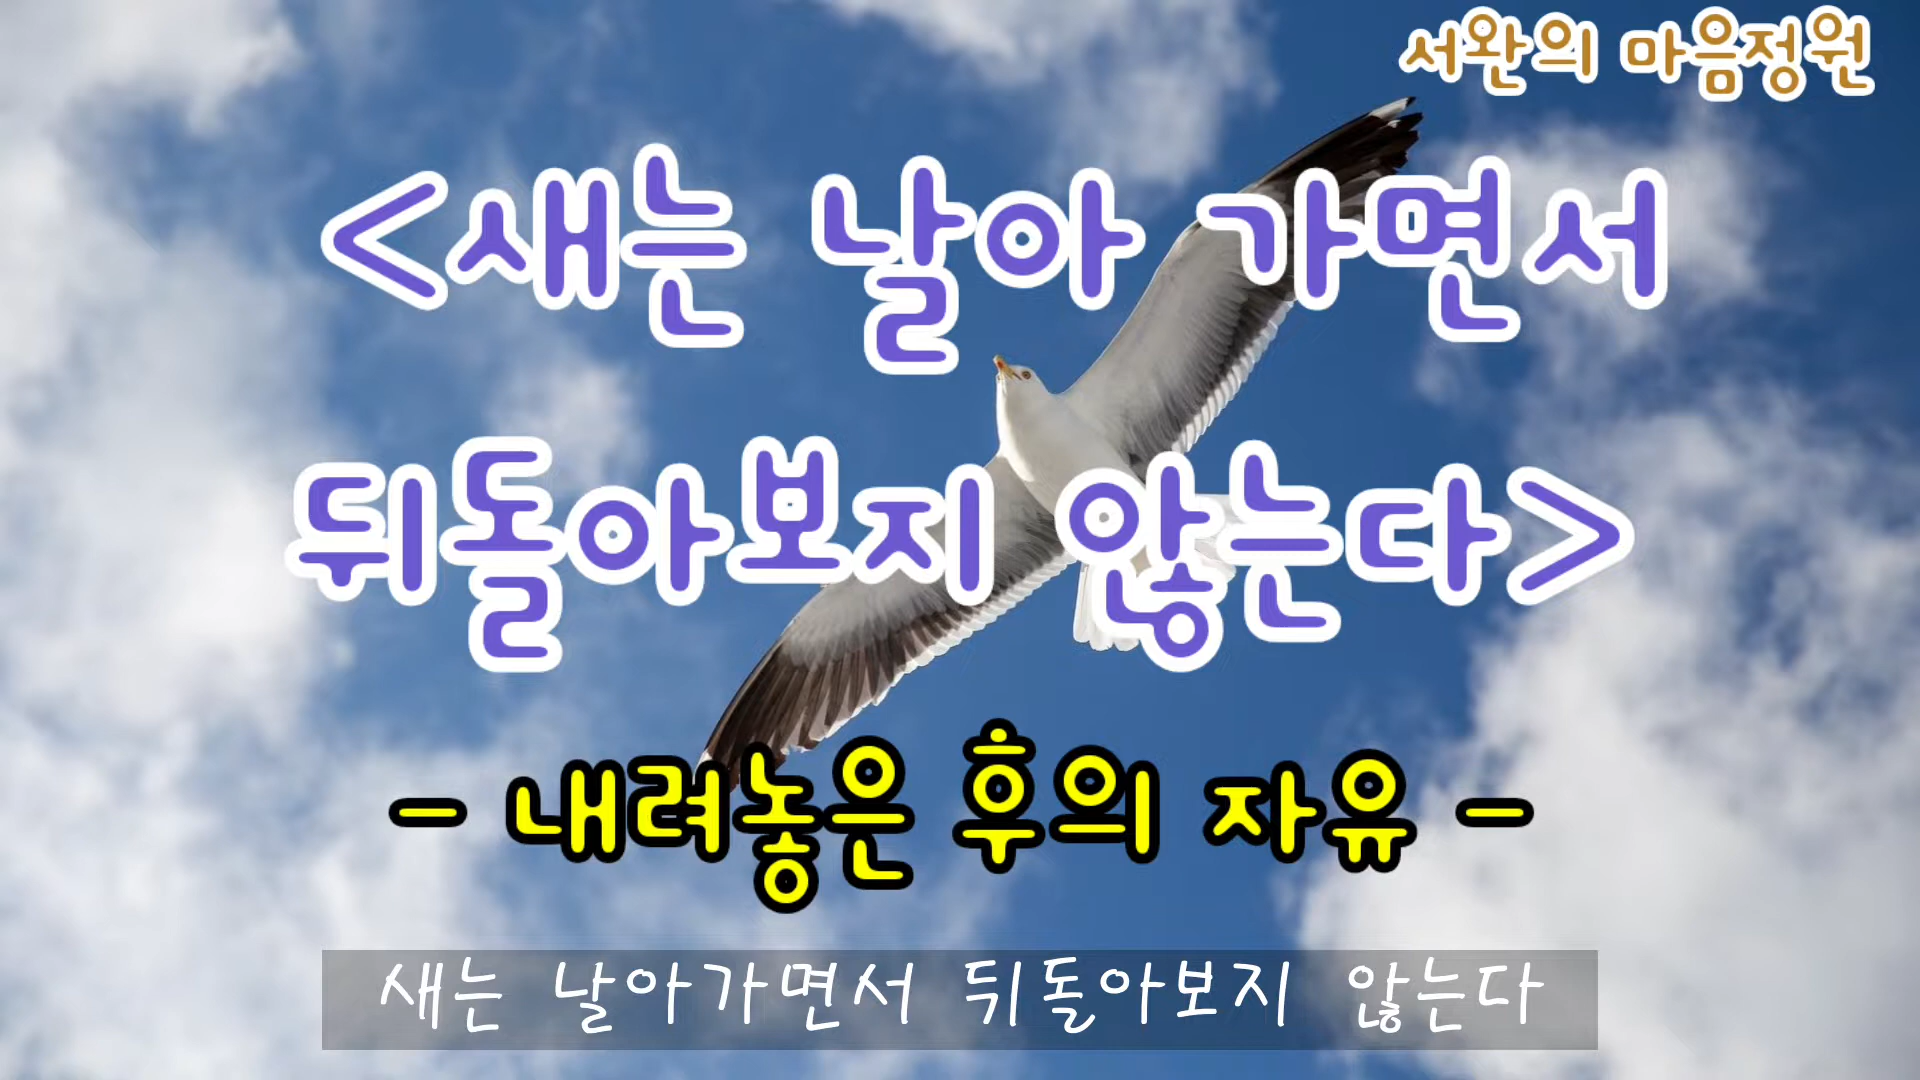 서완의 마음정원
<새는 날아 가면서
뒤돌아보지 않는다>
- 내려놓은 후의 자유 -
새는 날아가면서 뒤돌아보지 않는다